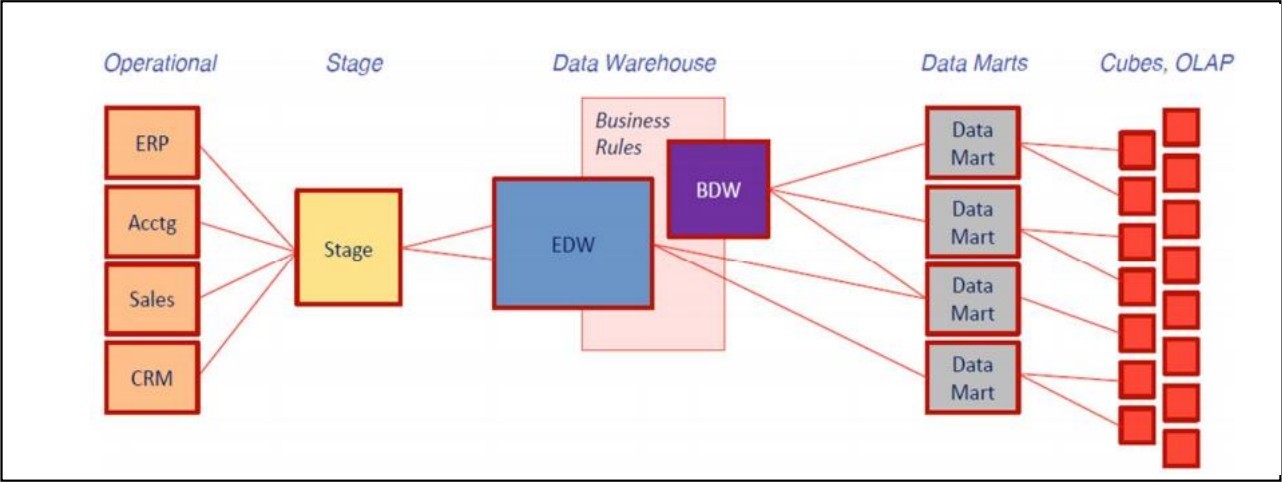 Operational
Stage
Data Warehouse
Data Marts
Cubes, OLAP
ERP
Acctg
Sales
CRM
Stage
Business
Rules
EDW
BDW
Data
Mart
Data
Mart
Data
Mart
Data
Mart